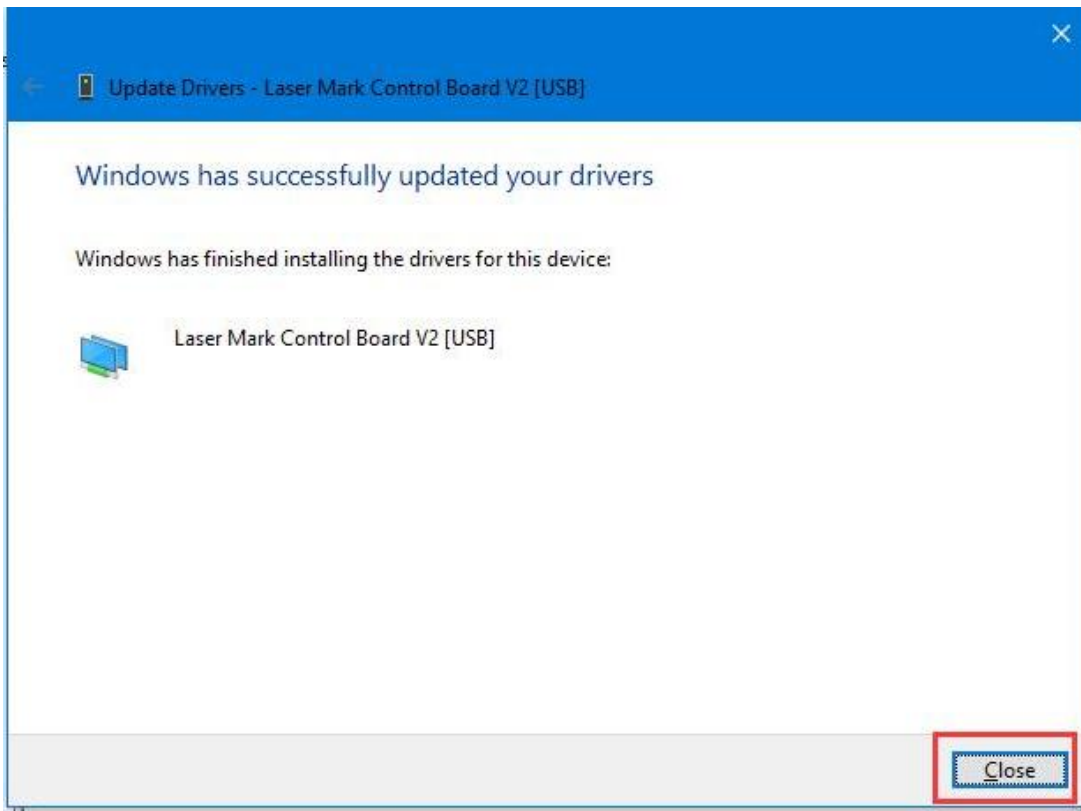 Update Drivers - Laser Mark Control Board V2 [USB]
Windows has successfully updated your drivers
Windows has finished installing the drivers for this device:
Laser Mark Control Board V2 [USB]
Close